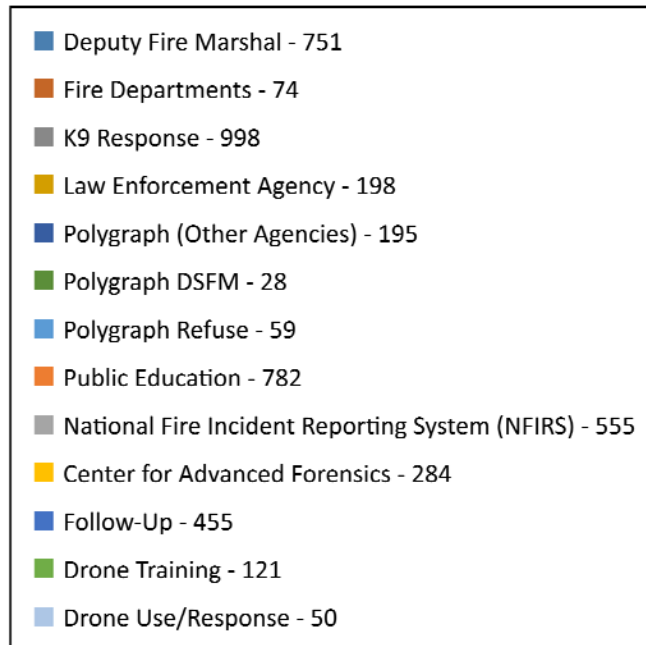 Deputy Fire Marshal - 751
Fire Departments - 74
K9 Response - 998
Law Enforcement Agency - 198
Polygraph (Other Agencies) - 195
Polygraph DSFM - 28
Polygraph Refuse - 59
Public Education - 782
National Fire Incident Reporting System (NFIRS) - 555
Center for Advanced Forensics - 284
Follow-Up - 455
Drone Training - 121
Drone Use/Response - 50